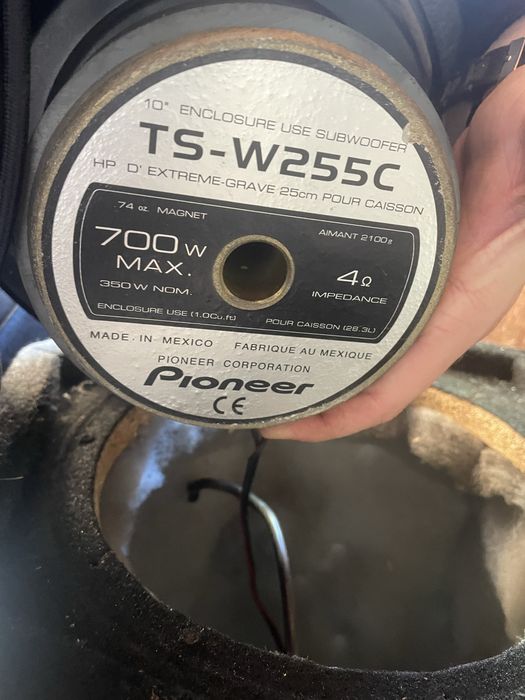 10" ENCLOSURE USE SUBWOOFER
TS-W255C
HP D' EXTREME-GRAVE 25cm POUR CAISSON
74 oz. MAGNET
AIMANT 2100g
700 W
MAX.
350 W NOM.
4Ω
IMPEDANCE
ENCLOSURE USE (1.0Cu.ft)
POUR CAISSON (28.3L)
MADE IN MEXICO FABRIQUE AU MEXIQUE
PIONEER CORPORATION
Pioneer
CE